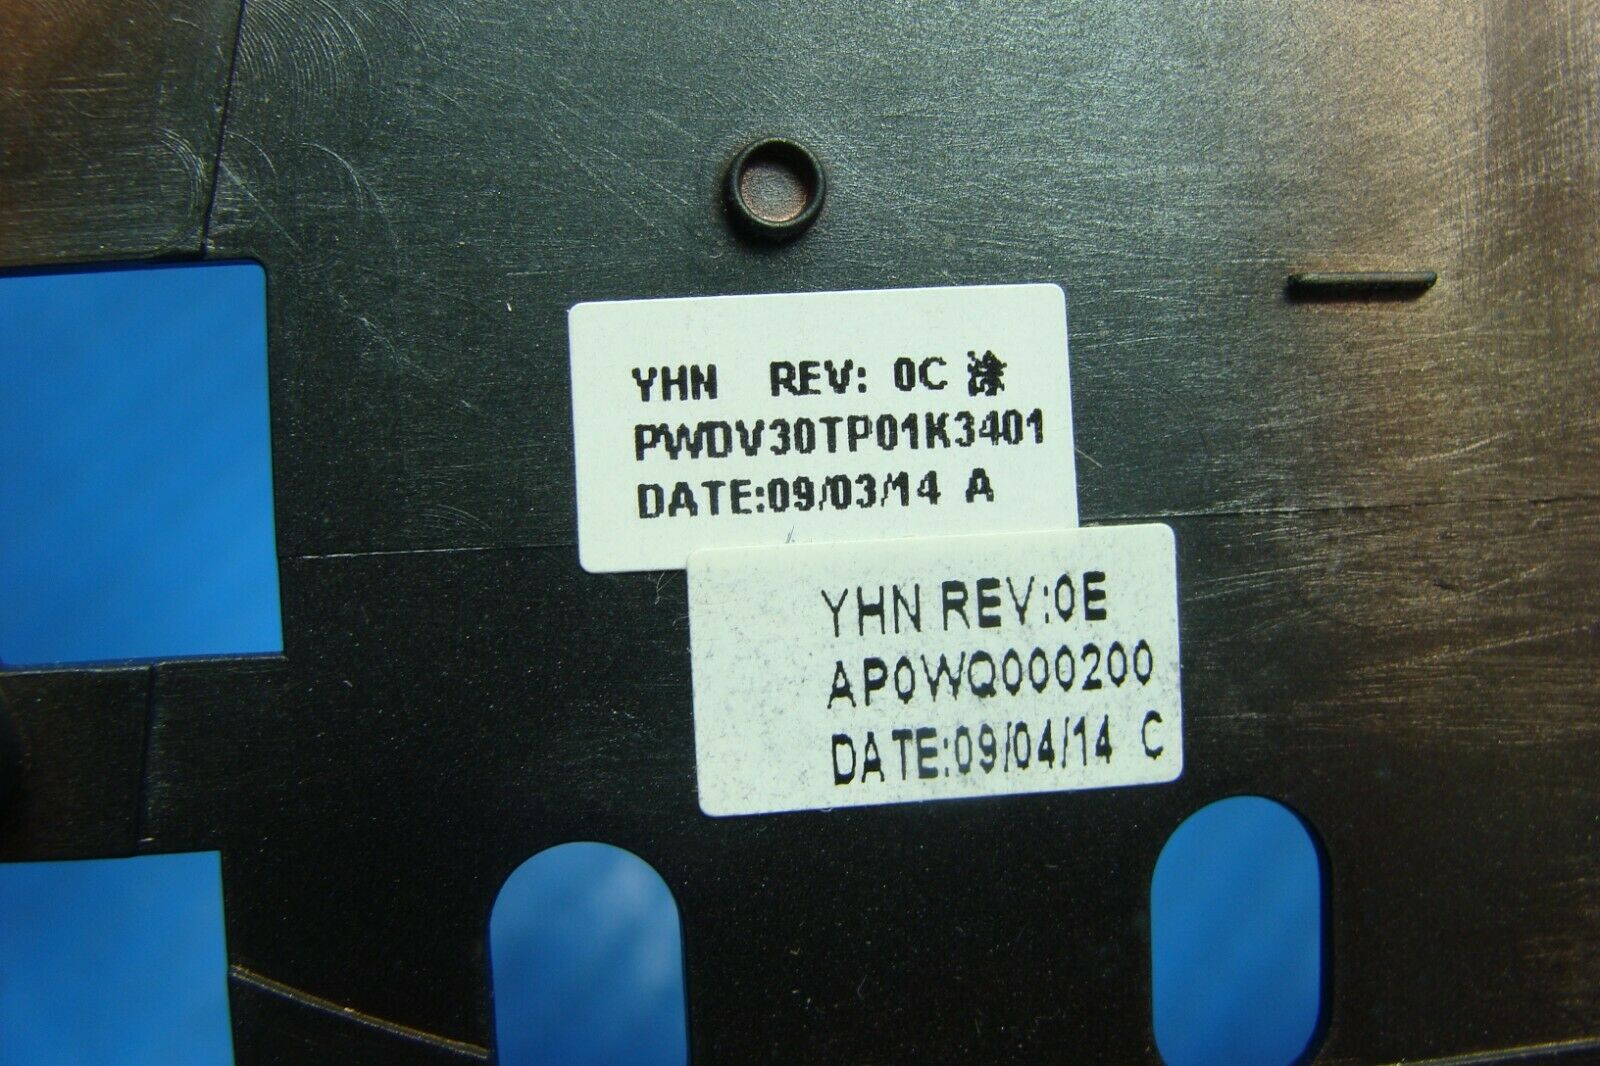 YHN REV: 0C 涂
PWDV30TP01K3401
DATE:09/03/14 A
YHN REV:0E
AP0WQ000200
DATE:09/04/14 C